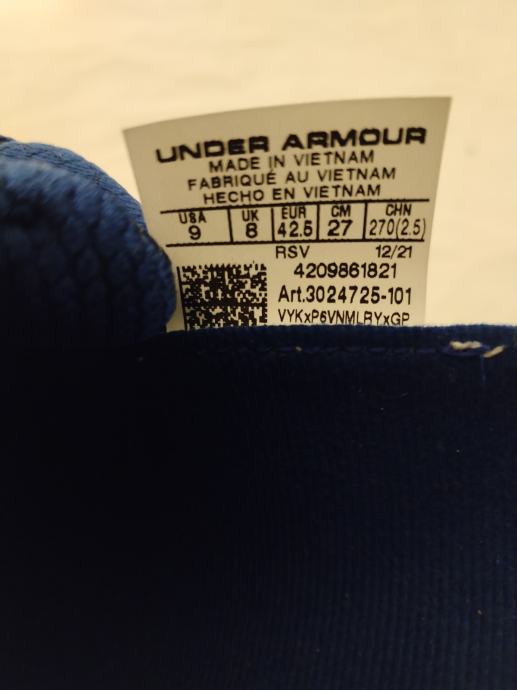 UNDER ARMOUR
MADE IN VIETNAM
FABRIQUÉ AU VIETNAM
HECHO EN VIETNAM
USA UK EUR CM CHN
9 8 42.5 27 270(2.5)
RSV 12/21
4209861821
Art.3024725-101
VYKxP6VNMLRYxGP